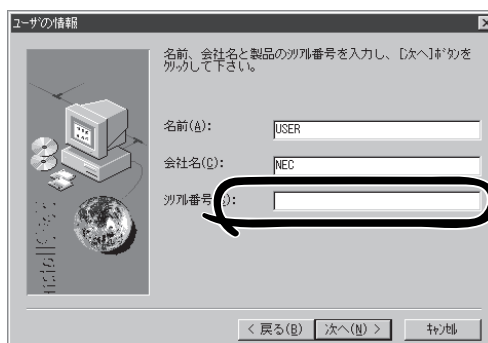 ユーザの情報
名前、会社名と製品のｼﾘｱﾙ番号を入力し、[次へ]ﾎﾞﾀﾝを
ｸﾘｯｸして下さい。
名前(A):
USER
会社名(C):
NEC
ｼﾘｱﾙ番号(S):
InstallShield
< 戻る(B)
次へ(N) >
ｷｬﾝｾﾙ